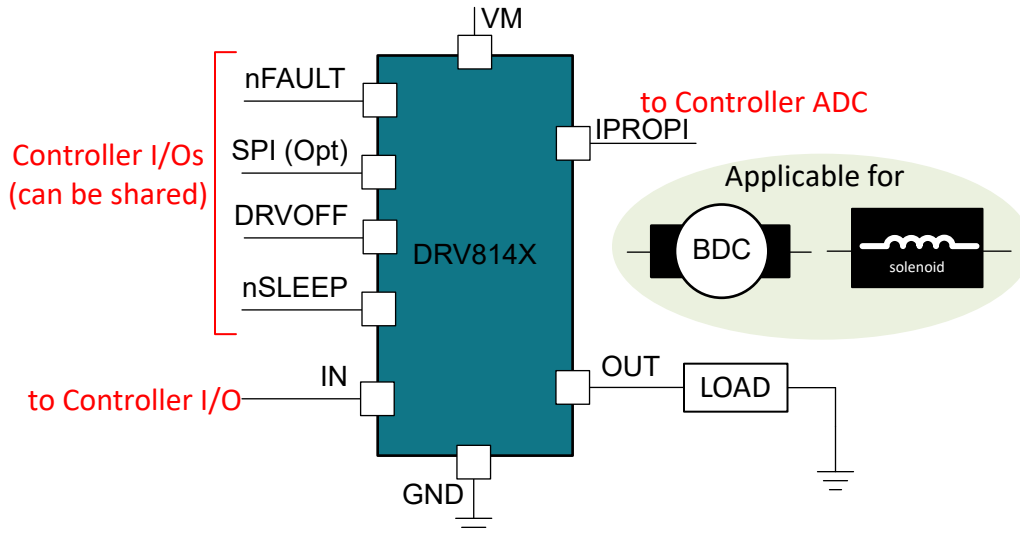 VM
nFAULT
to Controller ADC
IPROPI
Controller I/Os
(can be shared)
SPI (Opt)
Applicable for
DRVOFF
DRV814X
BDC
solenoid
nSLEEP
IN
OUT
LOAD
to Controller I/O
GND